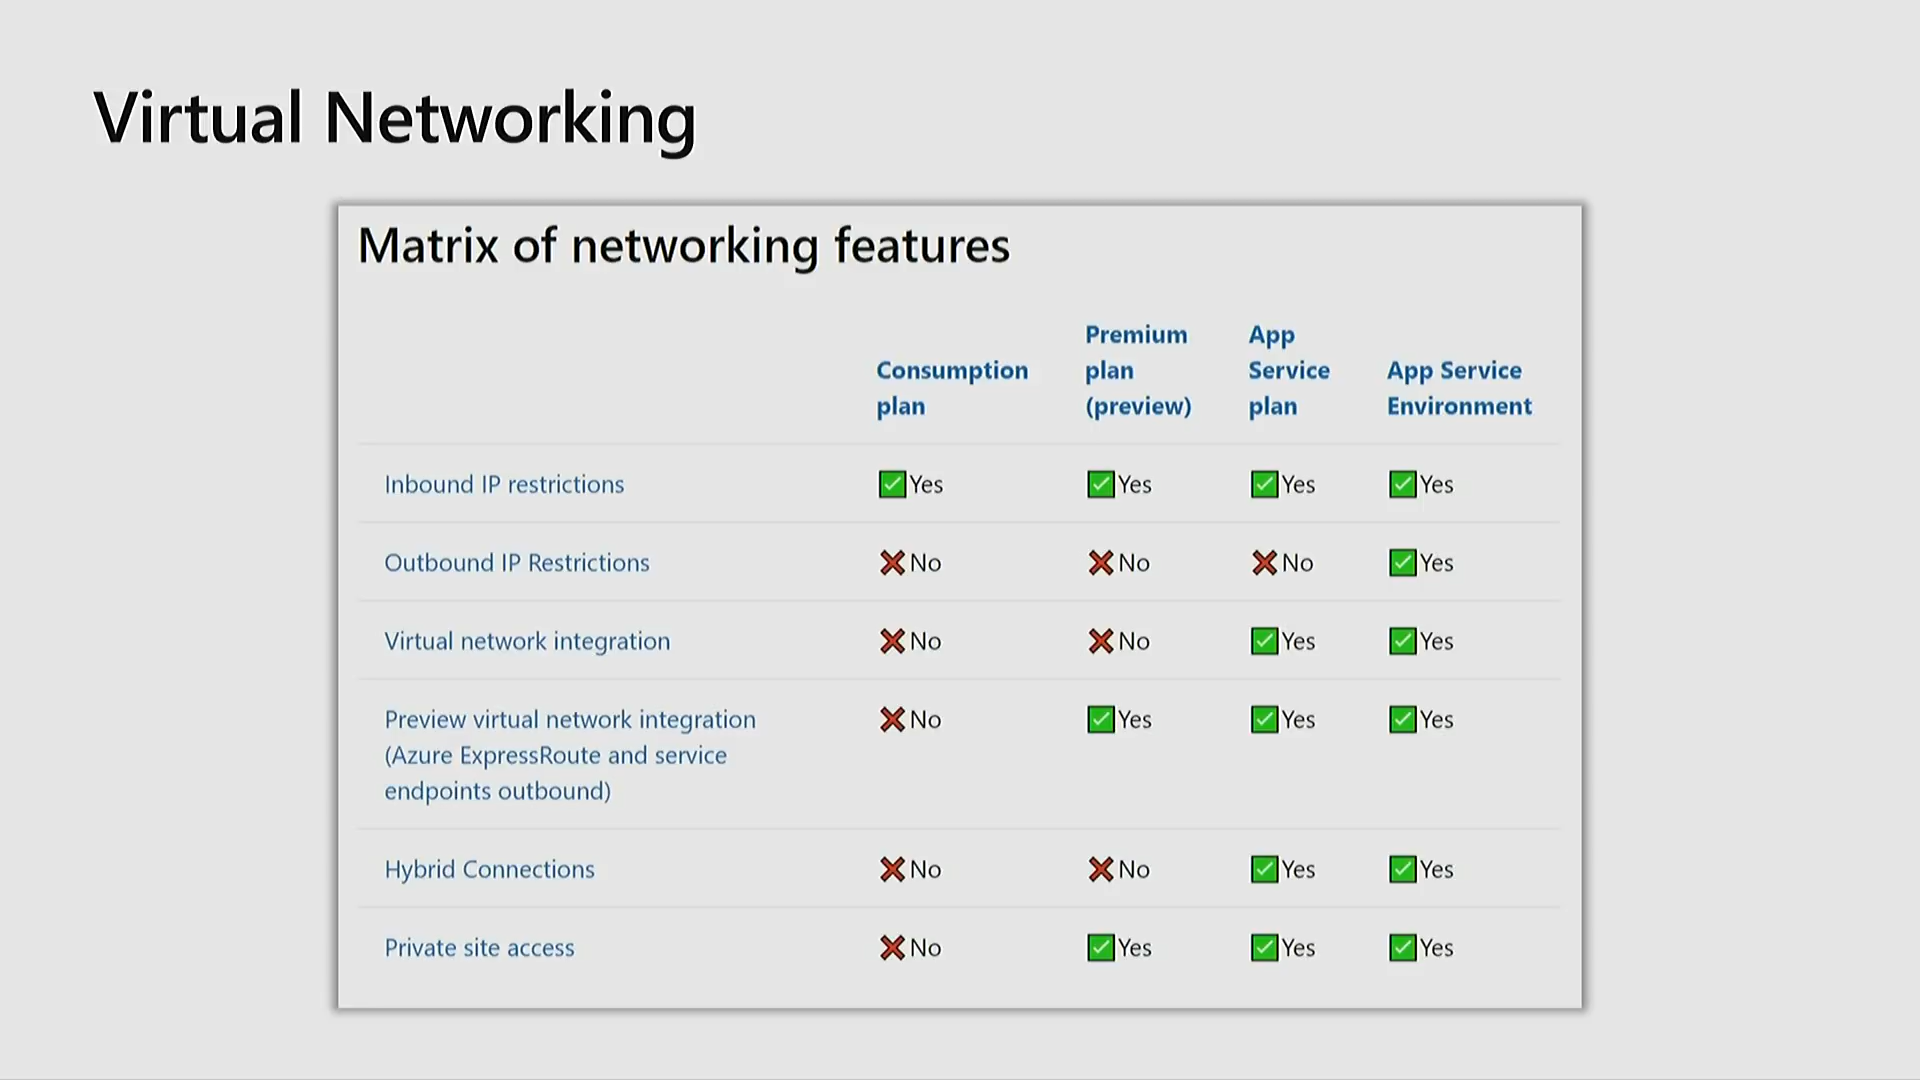 Virtual Networking
Matrix of networking features
Consumption plan
Premium plan (preview)
App Service plan
App Service Environment
Inbound IP restrictions Yes Yes Yes Yes
Outbound IP Restrictions No No No Yes
Virtual network integration No No Yes Yes
Preview virtual network integration No Yes Yes Yes
(Azure ExpressRoute and service
endpoints outbound)
Hybrid Connections No No Yes Yes
Private site access No Yes Yes Yes